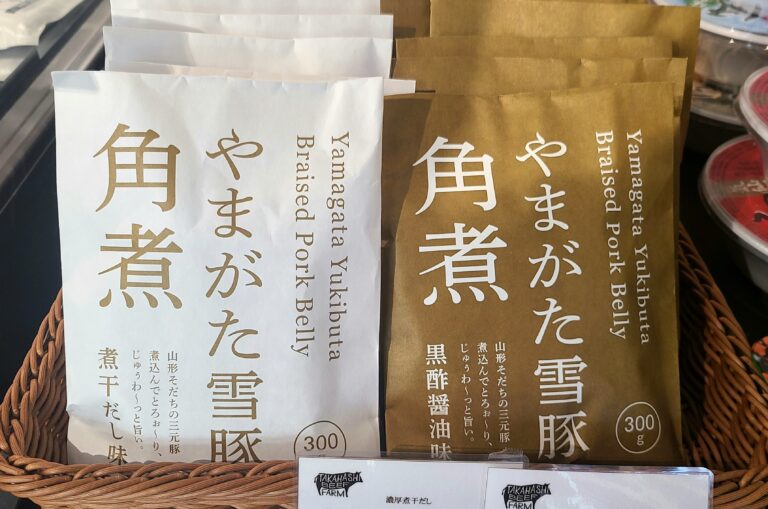 Yamagata Yukibuta
Braised Pork Belly
やまがた雪豚
角煮
山形そだちの三元豚
煮込んでとろぉ〜り、
じゅぅわ〜っと旨い。
煮干だし味
300
g
Yamagata Yukibuta
Braised Pork Belly
やまがた雪豚
角煮
山形そだちの三元豚
煮込んでとろぉ〜り、
じゅぅわ〜っと旨い。
黒酢醤油味
300
g
TAKAHASHI
BEEF
FARM
濃厚煮干だし
TAKAHASHI
BEEF
FARM